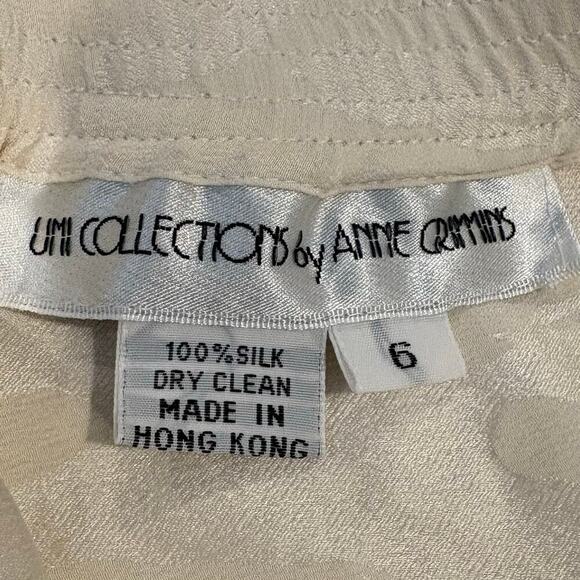 UMI COLLECTIONS by ANNE CRIMMINS
100% SILK
DRY CLEAN
MADE IN
HONG KONG
6